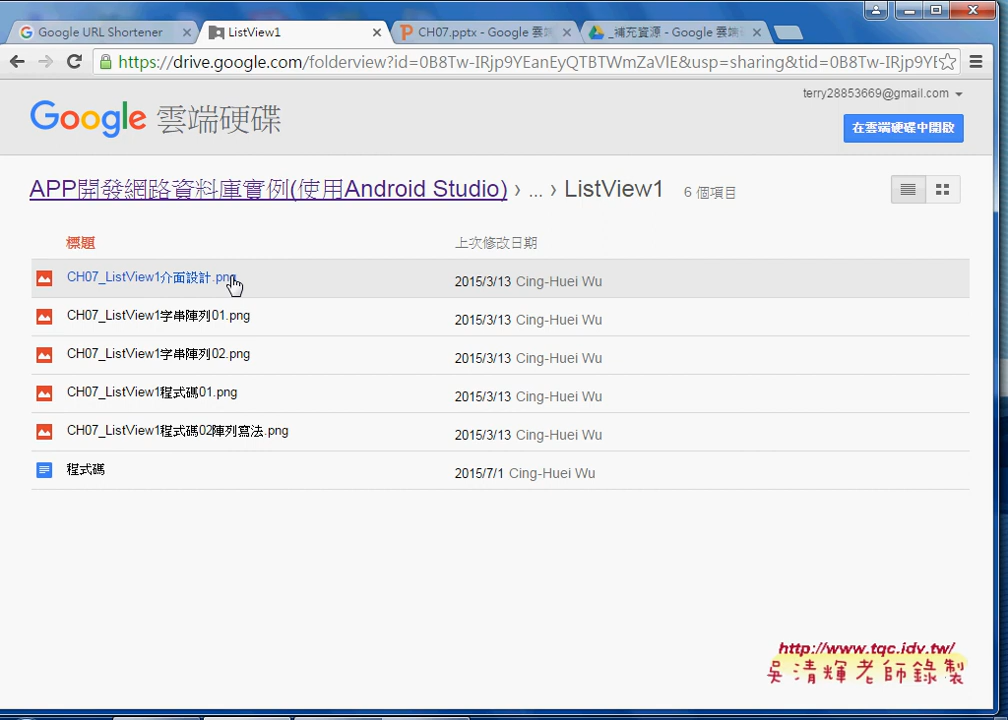 Google URL Shortener
ListView1
CH07.pptx - Google 雲端
_補充資源 - Google 雲端
https://drive.google.com/folderview?id=0B8Tw-IRjp9YEanEyQTBTWmZaVlE&usp=sharing&tid=0B8Tw-IRjp9YE
terry28853669@gmail.com
Google 雲端硬碟
在雲端硬碟中開啟
APP開發網路資料庫實例(使用Android Studio) › ... › ListView1 6 個項目
標題 上次修改日期
CH07_ListView1介面設計.png 2015/3/13 Cing-Huei Wu
CH07_ListView1字串陣列01.png 2015/3/13 Cing-Huei Wu
CH07_ListView1字串陣列02.png 2015/3/13 Cing-Huei Wu
CH07_ListView1程式碼01.png 2015/3/13 Cing-Huei Wu
CH07_ListView1程式碼02陣列寫法.png 2015/3/13 Cing-Huei Wu
程式碼 2015/7/1 Cing-Huei Wu
http://www.tqc.idv.tw/
吳清輝老師錄製